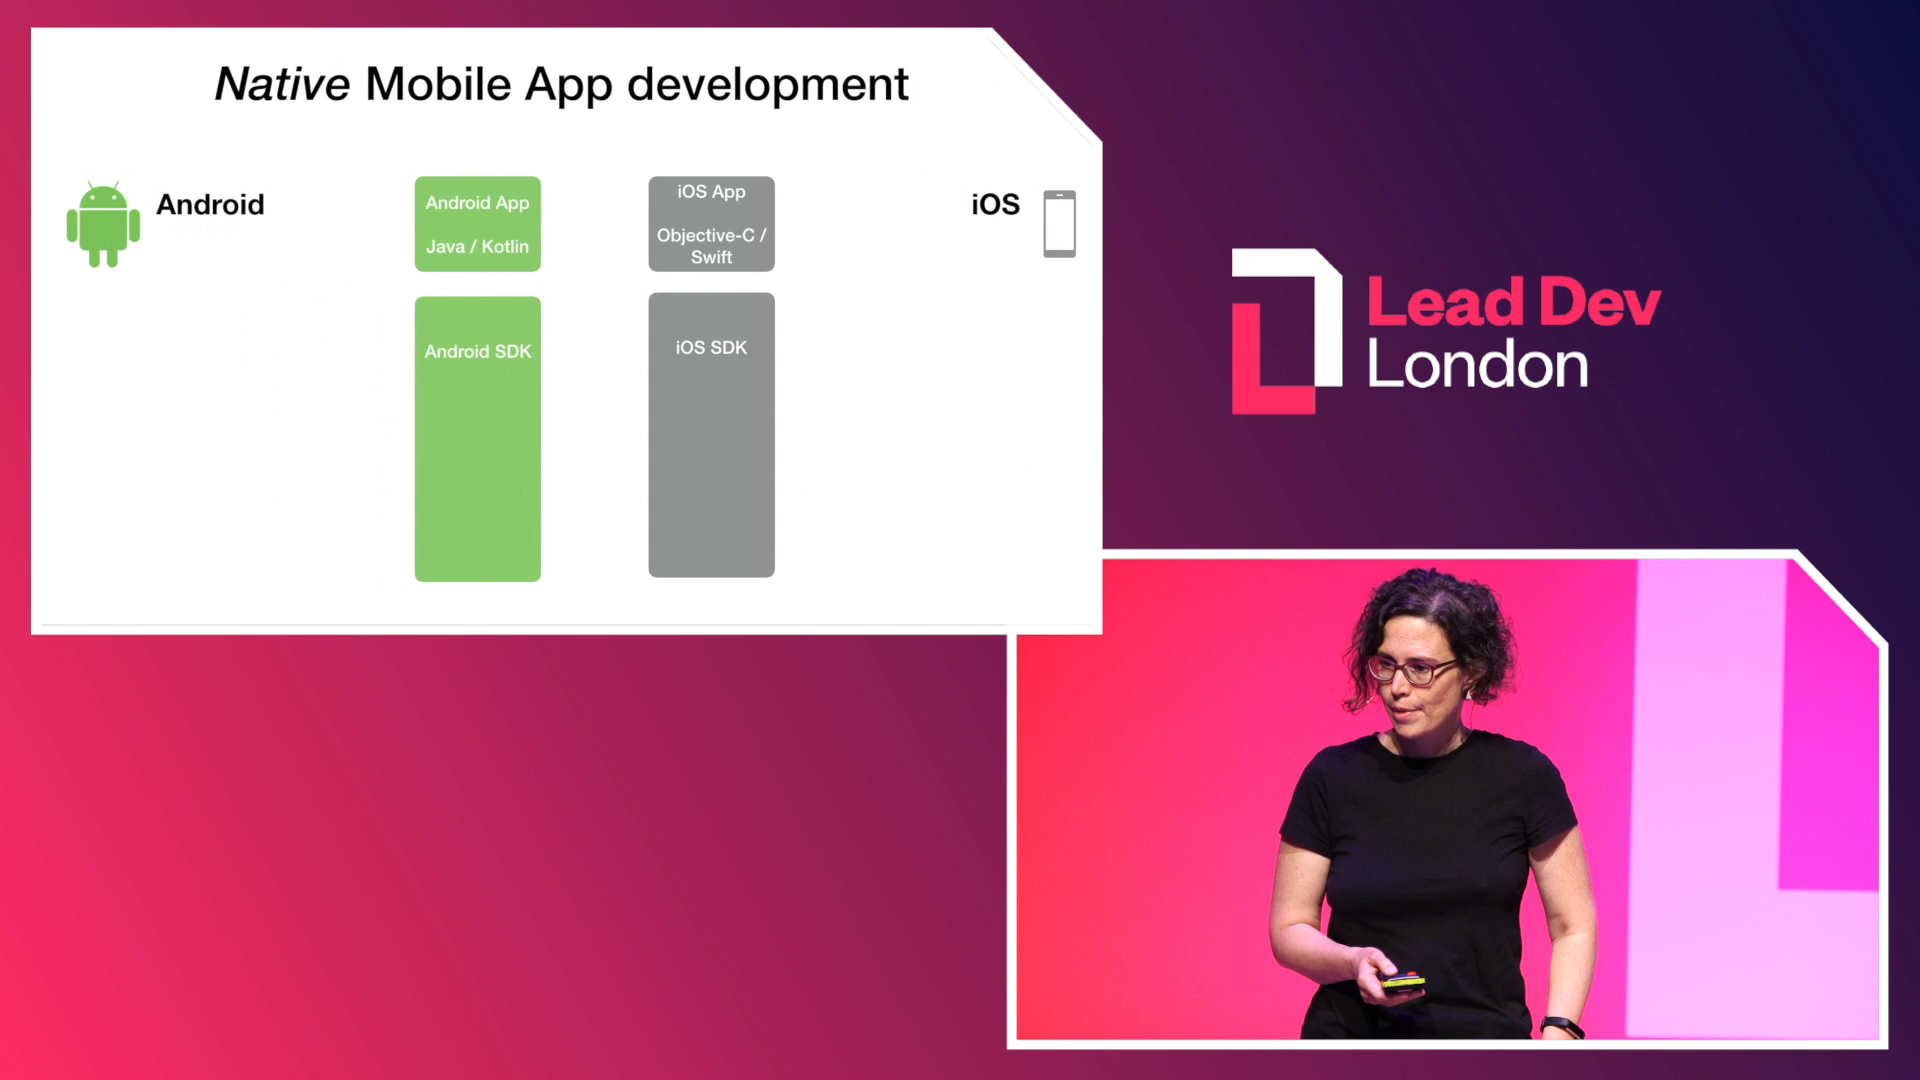 Native Mobile App development
Android
Android App
Java / Kotlin
Android SDK
iOS App
Objective-C /
Swift
iOS SDK
iOS
Lead Dev
London